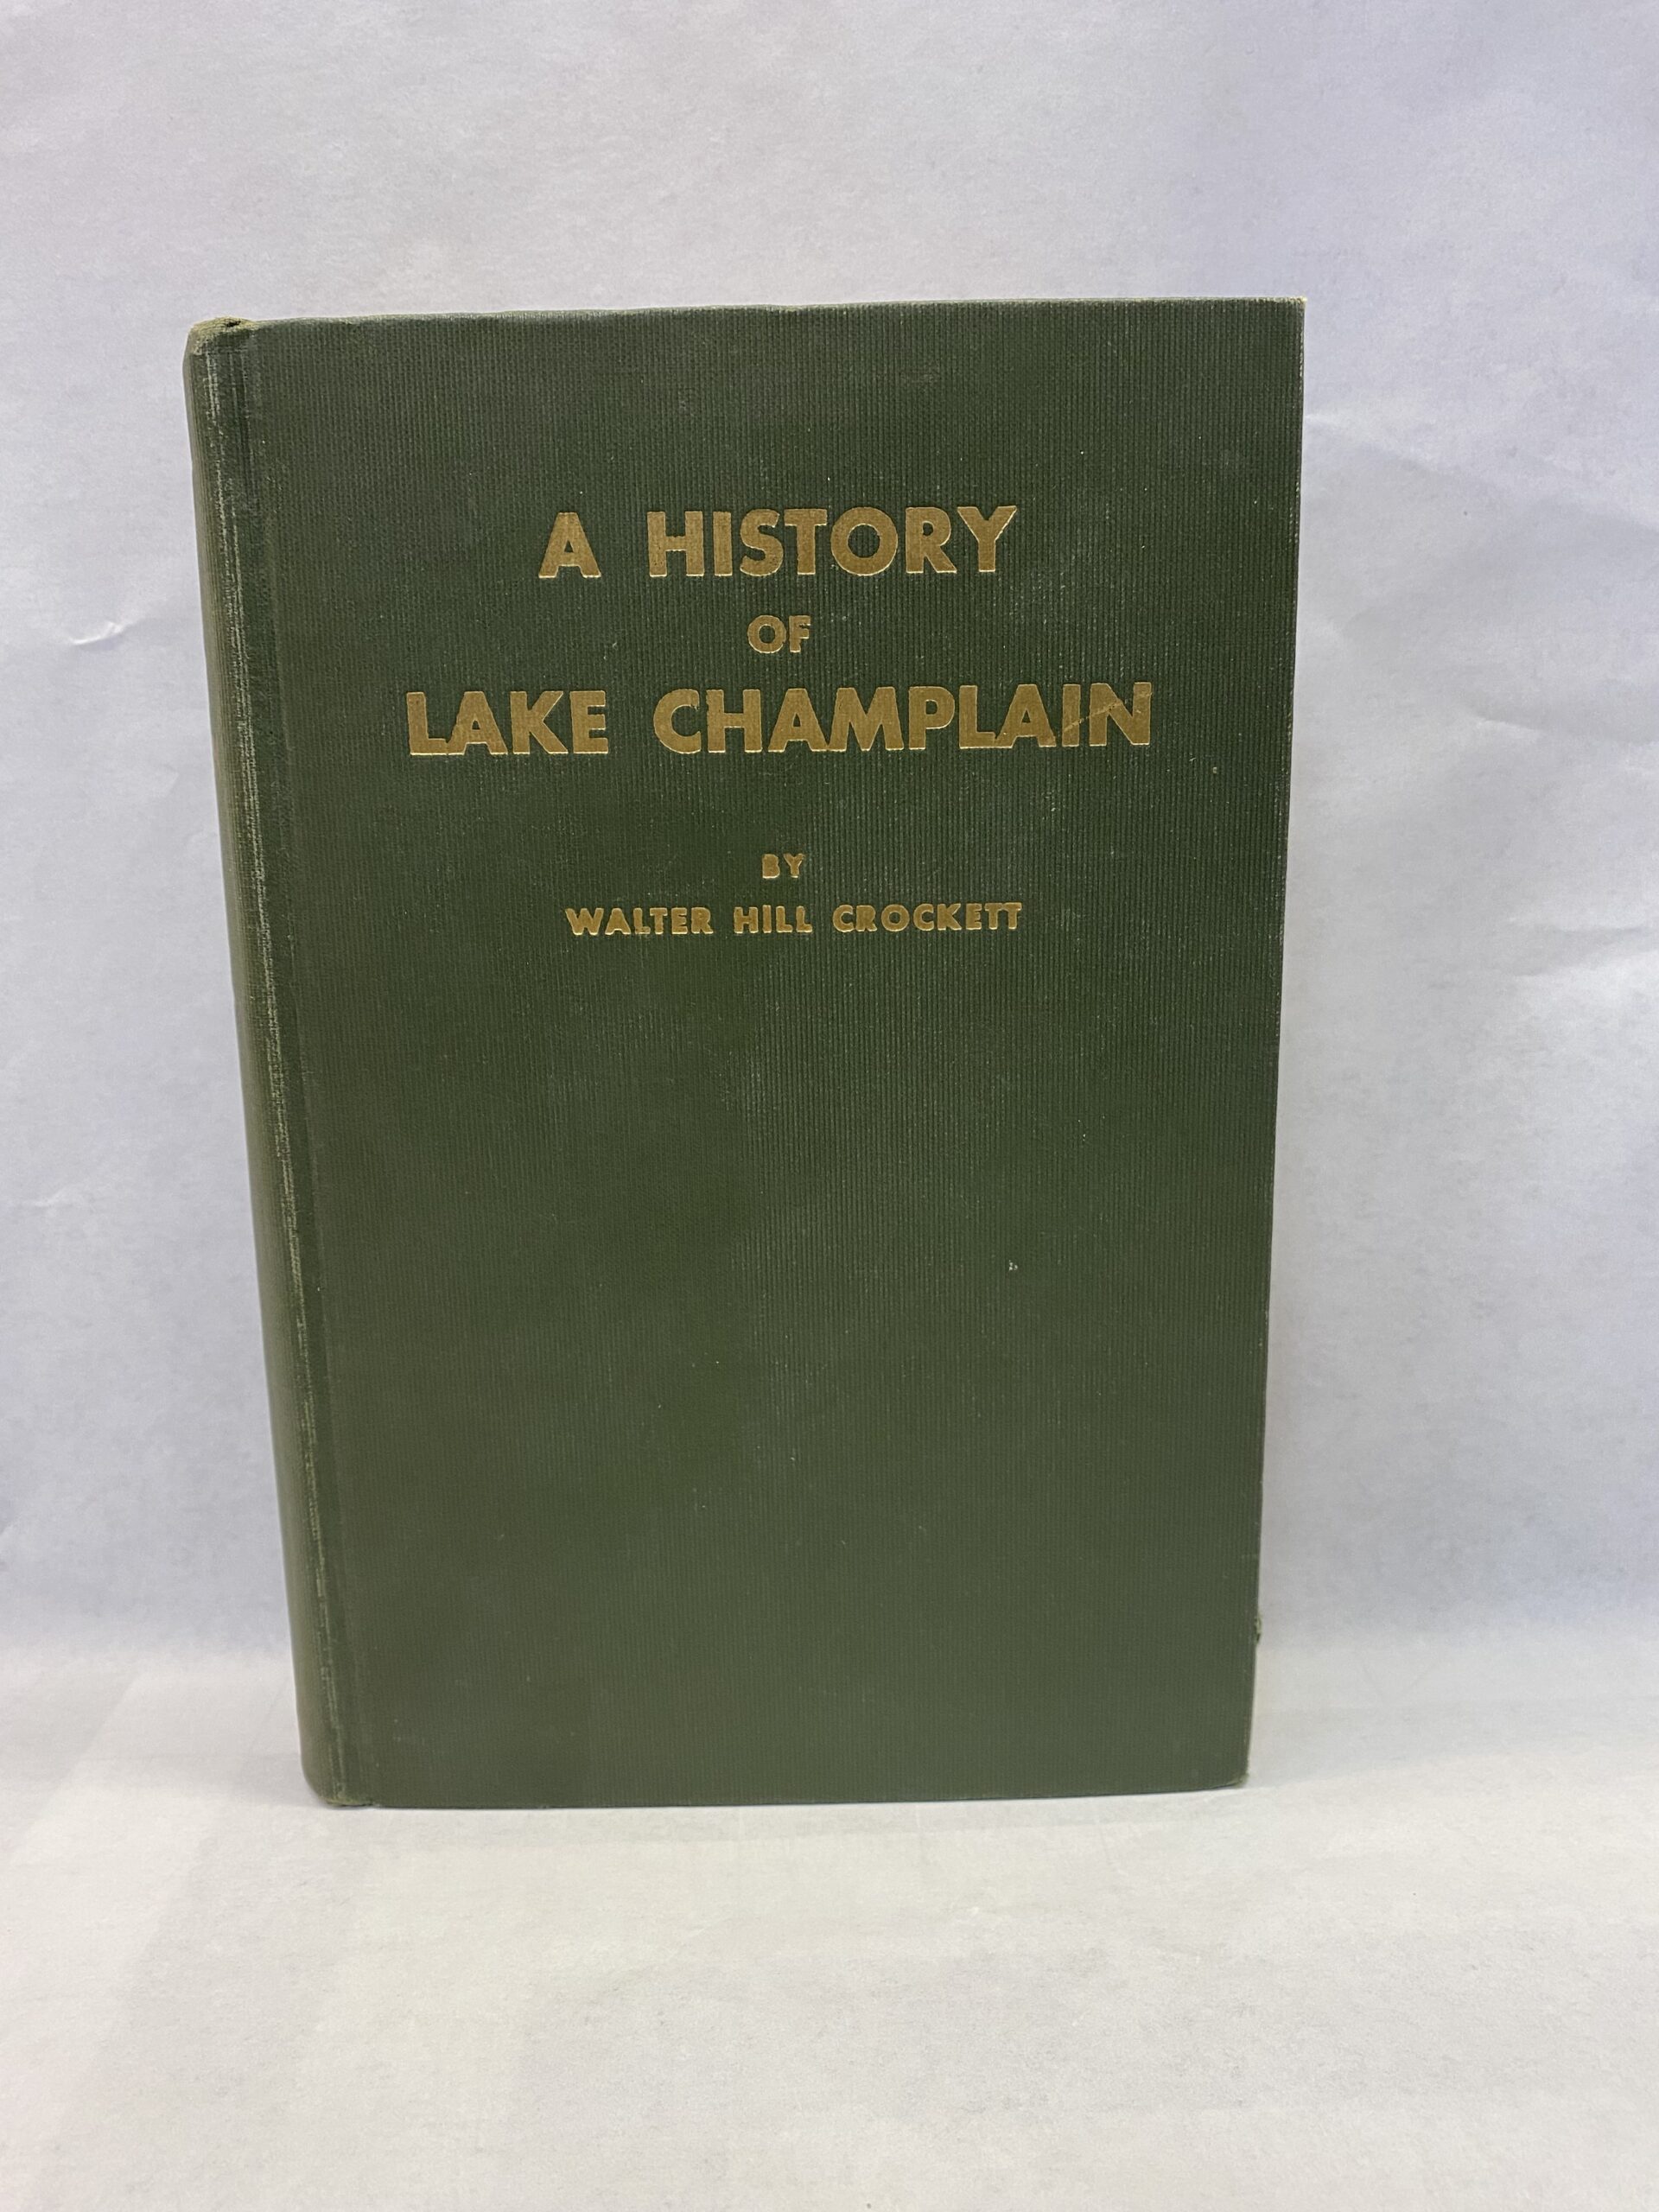 A HISTORY
OF
LAKE CHAMPLAIN
BY
WALTER HILL CROCKETT